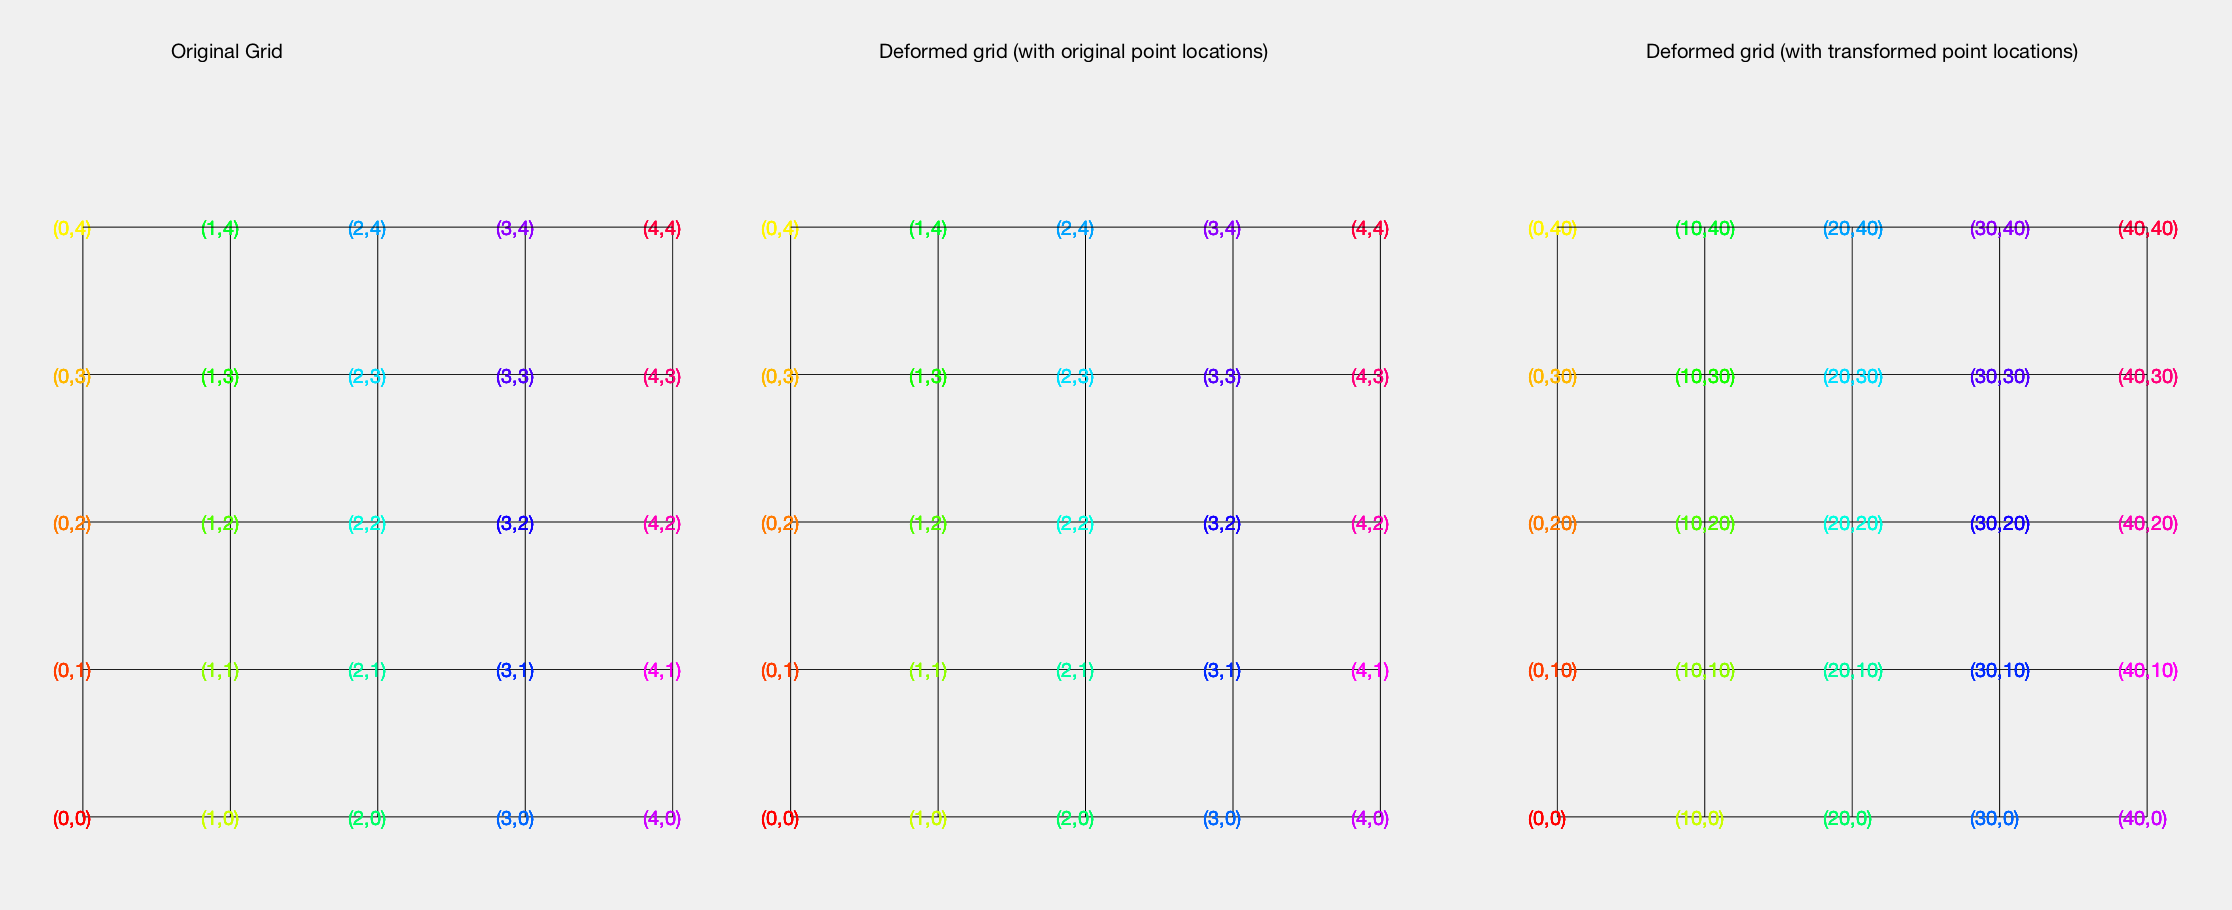 Original Grid
Deformed grid (with original point locations)
Deformed grid (with transformed point locations)
(0,4) (1,4) (2,4) (3,4) (4,4) (0,4) (1,4) (2,4) (3,4) (4,4) (0,40) (10,40) (20,40) (30,40) (40,40)
(0,3) (1,3) (2,3) (3,3) (4,3) (0,3) (1,3) (2,3) (3,3) (4,3) (0,30) (10,30) (20,30) (30,30) (40,30)
(0,2) (1,2) (2,2) (3,2) (4,2) (0,2) (1,2) (2,2) (3,2) (4,2) (0,20) (10,20) (20,20) (30,20) (40,20)
(0,1) (1,1) (2,1) (3,1) (4,1) (0,1) (1,1) (2,1) (3,1) (4,1) (0,10) (10,10) (20,10) (30,10) (40,10)
(0,0) (1,0) (2,0) (3,0) (4,0) (0,0) (1,0) (2,0) (3,0) (4,0) (0,0) (10,0) (20,0) (30,0) (40,0)